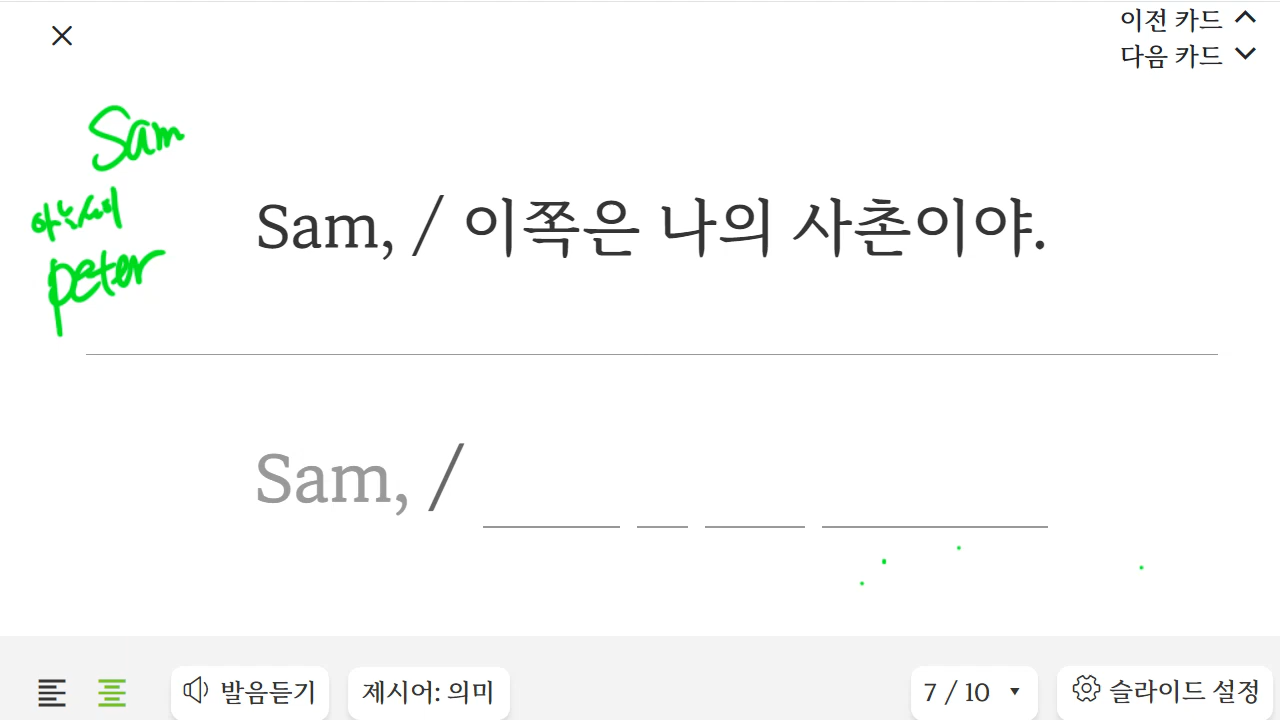 이전 카드
다음 카드
Sam
peter
Sam, / 이쪽은 나의 사촌이야.
Sam, /
발음듣기
제시어: 의미
7 / 10
슬라이드 설정